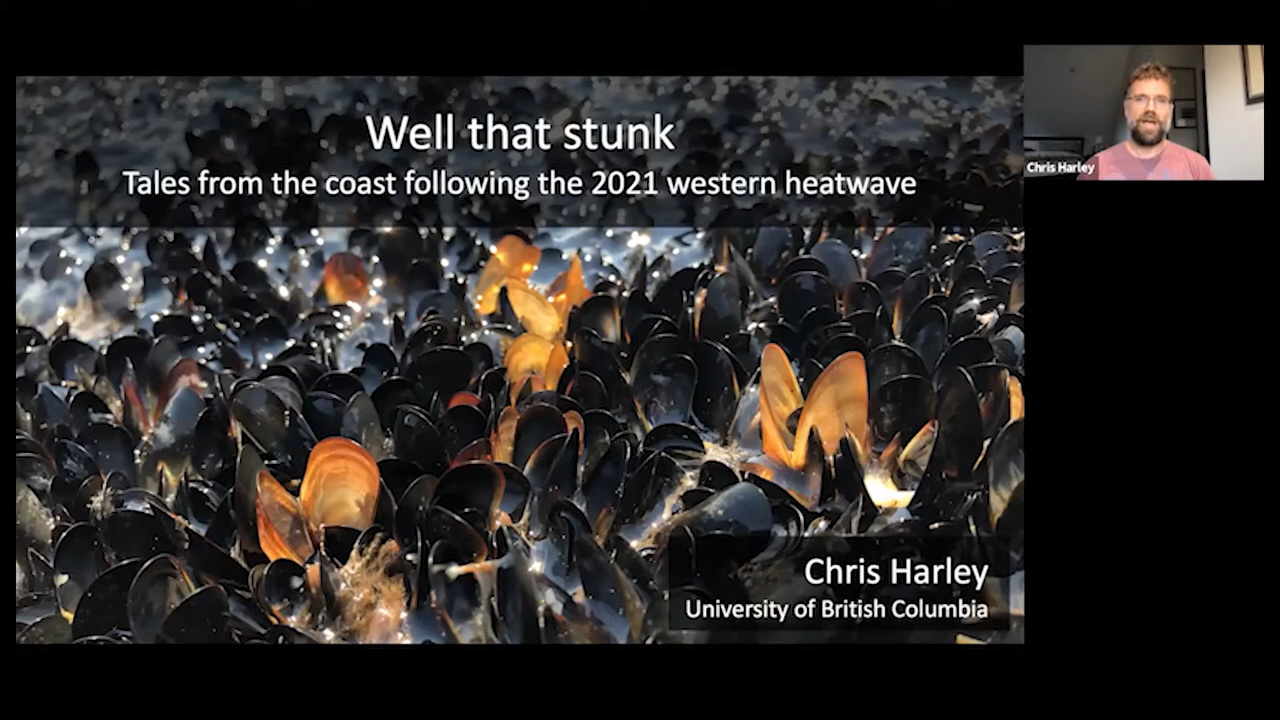 Well that stunk
Tales from the coast following the 2021 western heatwave
Chris Harley
Chris Harley
University of British Columbia